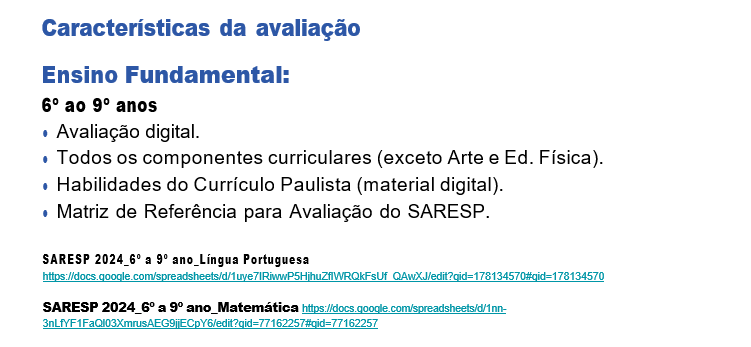 Características da avaliação
Ensino Fundamental:
6º ao 9º anos
• Avaliação digital.
• Todos os componentes curriculares (exceto Arte e Ed. Física).
• Habilidades do Currículo Paulista (material digital).
• Matriz de Referência para Avaliação do SARESP.
SARESP 2024_6º a 9º ano_Língua Portuguesa
https://docs.google.com/spreadsheets/d/1uye7IRiwwP5HjhuZfIWRQkFsUf_QAwXJ/edit?gid=178134570#gid=178134570
SARESP 2024_6º a 9º ano_Matemática https://docs.google.com/spreadsheets/d/1nn-
3nLfYF1FaQl03XmrusAEG9jjECpY6/edit?gid=77162257#gid=77162257